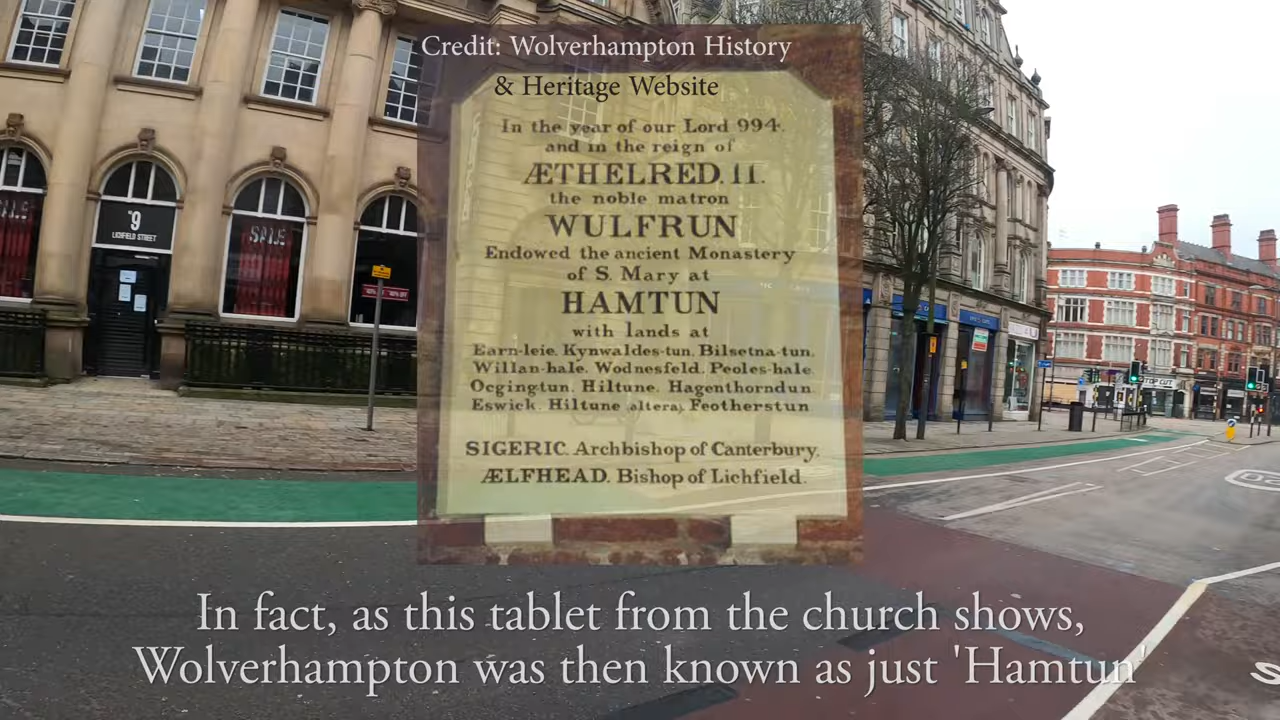 Credit: Wolverhampton History
& Heritage Website
In the year of our Lord 994.
and in the reign of
ÆTHELRED. II.
the noble matron
WULFRUN
Endowed the ancient Monastery
of S. Mary at
HAMTUN
with lands at
Earn-leie. Kynwaldes-tun. Bilsetna-tun.
Willan-hale. Wodnesfeld. Peoles-hale.
Ocgingtun. Hiltune. Hagenthorndun.
Eswick. Hiltune (altera). Feotherstun
SIGERIC. Archbishop of Canterbury.
ÆLFHEAD. Bishop of Lichfield.
9
LICHFIELD STREET
SALE
In fact, as this tablet from the church shows,
Wolverhampton was then known as just 'Hamtun'